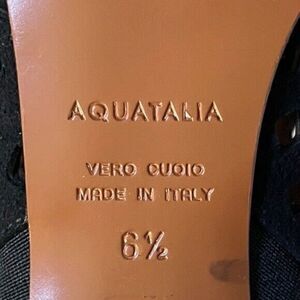 AQUATALIA
VERO CUOIO
MADE IN ITALY
6½